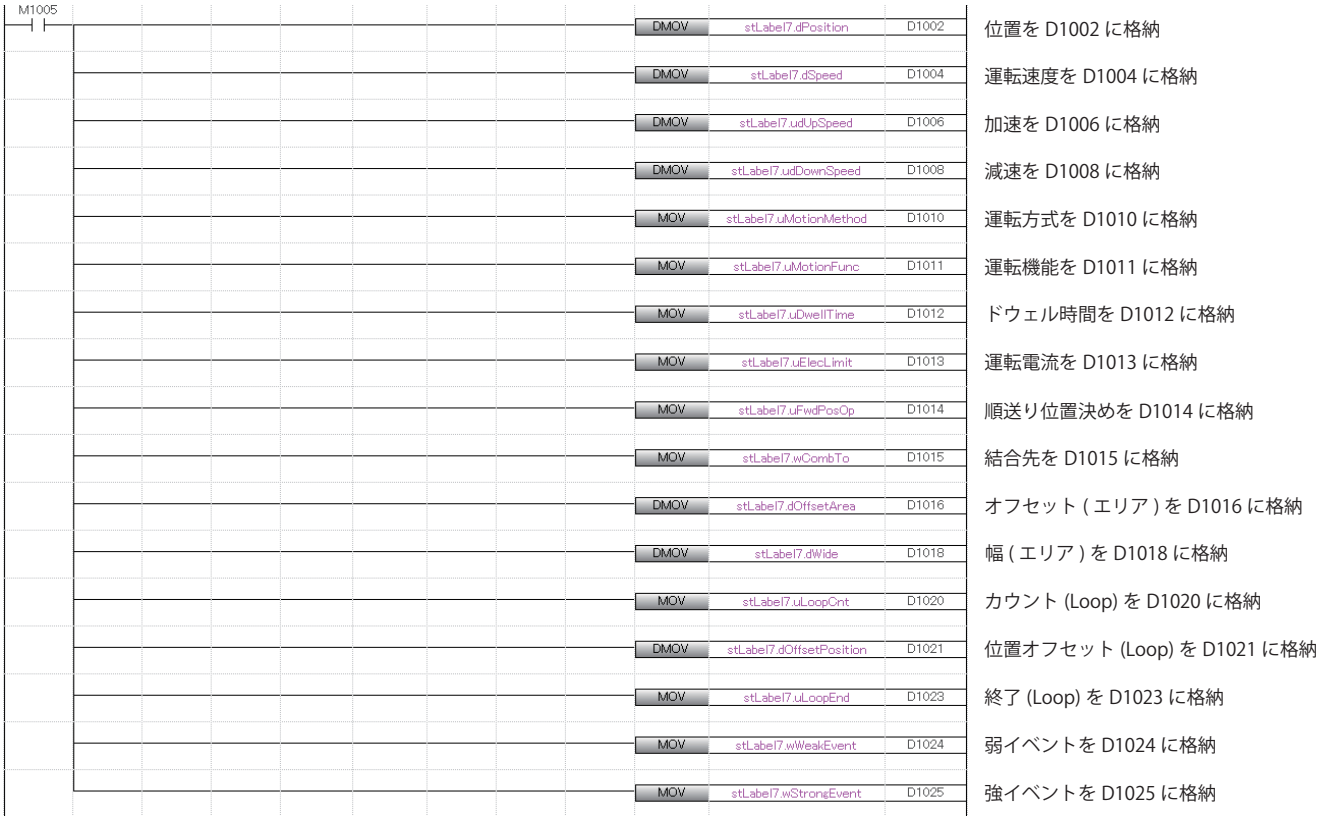 M1005
DMOV stLabel7.dPosition D1002 位置を D1002 に格納
DMOV stLabel7.dSpeed D1004 運転速度を D1004 に格納
DMOV stLabel7.udUpSpeed D1006 加速を D1006 に格納
DMOV stLabel7.udDownSpeed D1008 減速を D1008 に格納
MOV stLabel7.uMotionMethod D1010 運転方式を D1010 に格納
MOV stLabel7.uMotionFunc D1011 運転機能を D1011 に格納
MOV stLabel7.uDwellTime D1012 ドウェル時間を D1012 に格納
MOV stLabel7.uElecLimit D1013 運転電流を D1013 に格納
MOV stLabel7.uFwdPosOp D1014 順送り位置決めを D1014 に格納
MOV stLabel7.wCombTo D1015 結合先を D1015 に格納
DMOV stLabel7.dOffsetArea D1016 オフセット ( エリア ) を D1016 に格納
DMOV stLabel7.dWide D1018 幅 ( エリア ) を D1018 に格納
MOV stLabel7.uLoopCnt D1020 カウント (Loop) を D1020 に格納
DMOV stLabel7.dOffsetPosition D1021 位置オフセット (Loop) を D1021 に格納
MOV stLabel7.uLoopEnd D1023 終了 (Loop) を D1023 に格納
MOV stLabel7.wWeakEvent D1024 弱イベントを D1024 に格納
MOV stLabel7.wStrongEvent D1025 強イベントを D1025 に格納